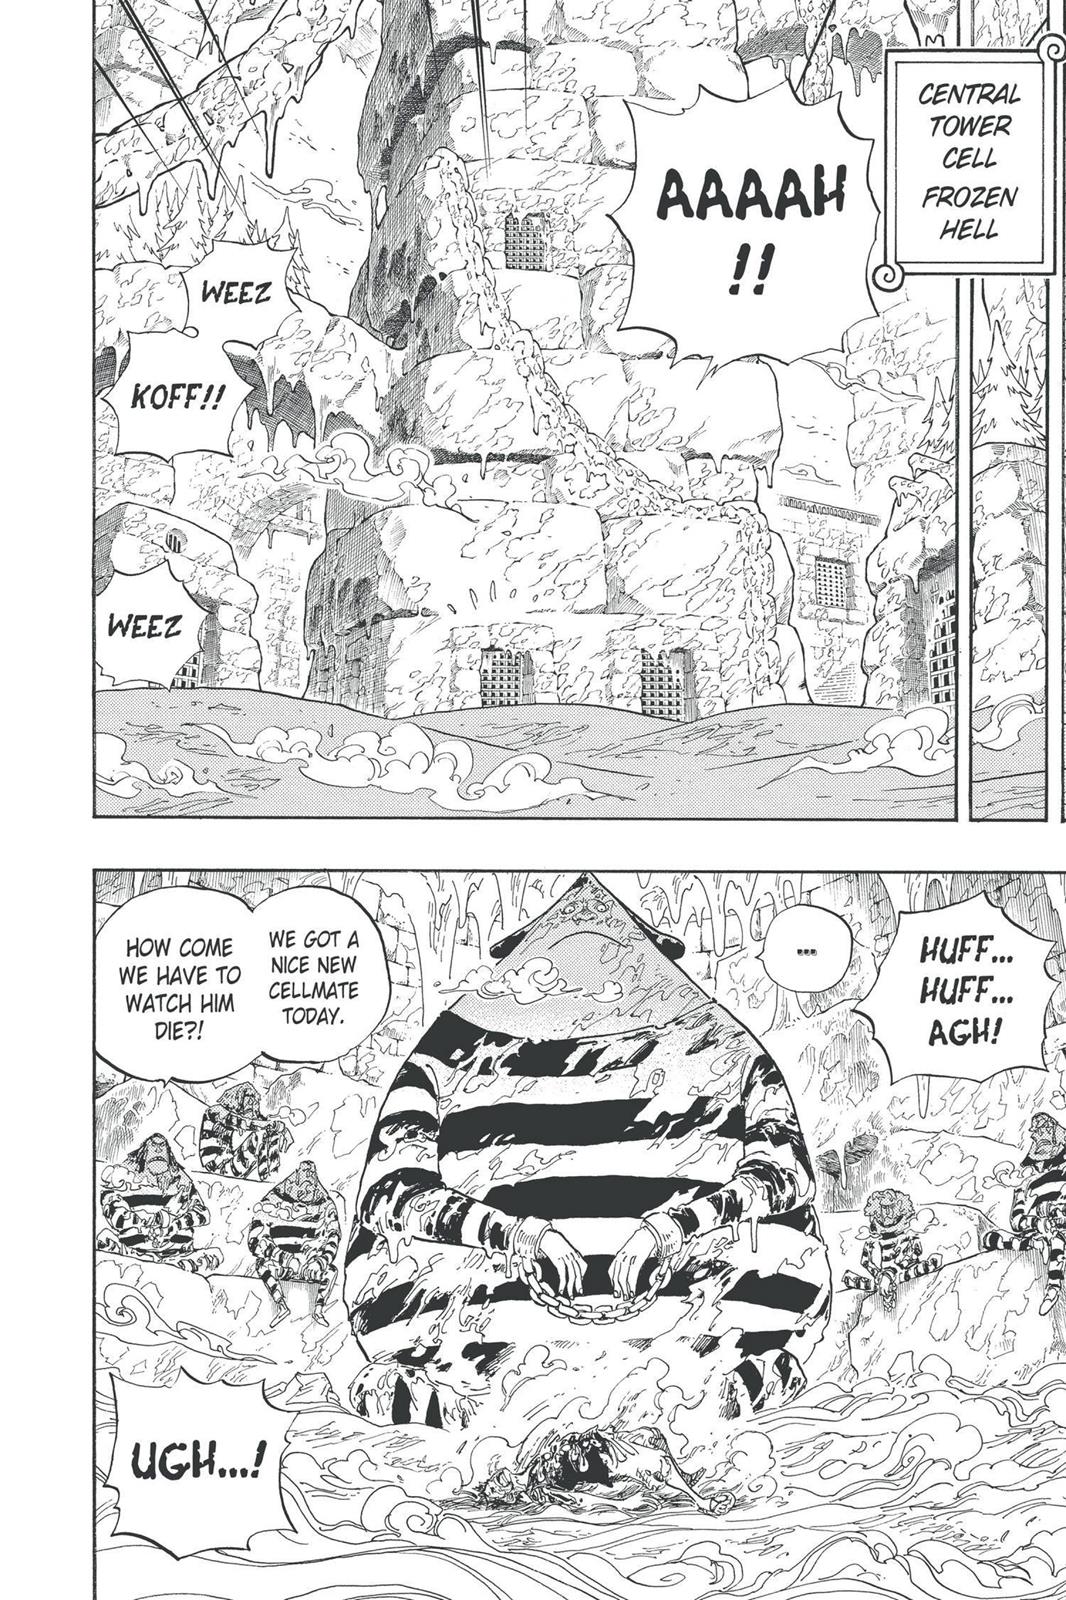 CENTRAL
TOWER
CELL
FROZEN
HELL
AAAAH
!!
WEEZ
KOFF!!
WEEZ
HUFF...
HUFF...
AGH!
...
WE GOT A
NICE NEW
CELLMATE
TODAY.
HOW COME
WE HAVE TO
WATCH HIM
DIE?!
UGH...!